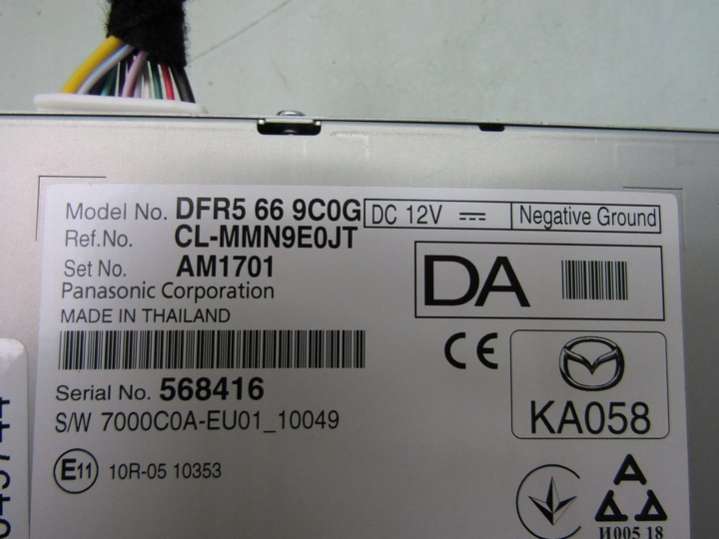 Model No. DFR5 66 9C0G DC 12V Negative Ground
Ref.No. CL-MMN9E0JT
Set No. AM1701
Panasonic Corporation
MADE IN THAILAND
DA
CE
Serial No. 568416
S/W 7000C0A-EU01_10049
KA058
E11 10R-05 10353
И005 18